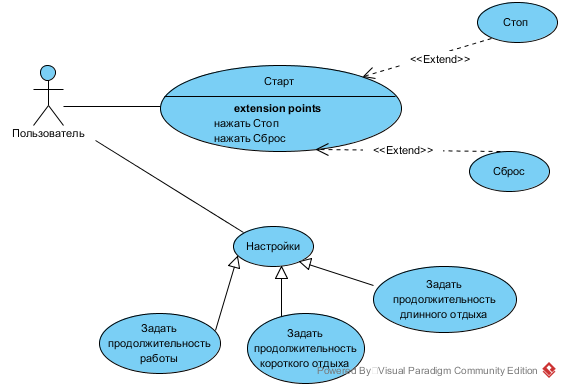 Стоп
<<Extend>>
Старт
extension points
нажать Стоп
нажать Сброс
Пользователь
<<Extend>>
Сброс
Настройки
Задать
продолжительность
длинного отдыха
Задать
продолжительность
работы
Задать
продолжительность
короткого отдыха
Powered By Visual Paradigm Community Edition